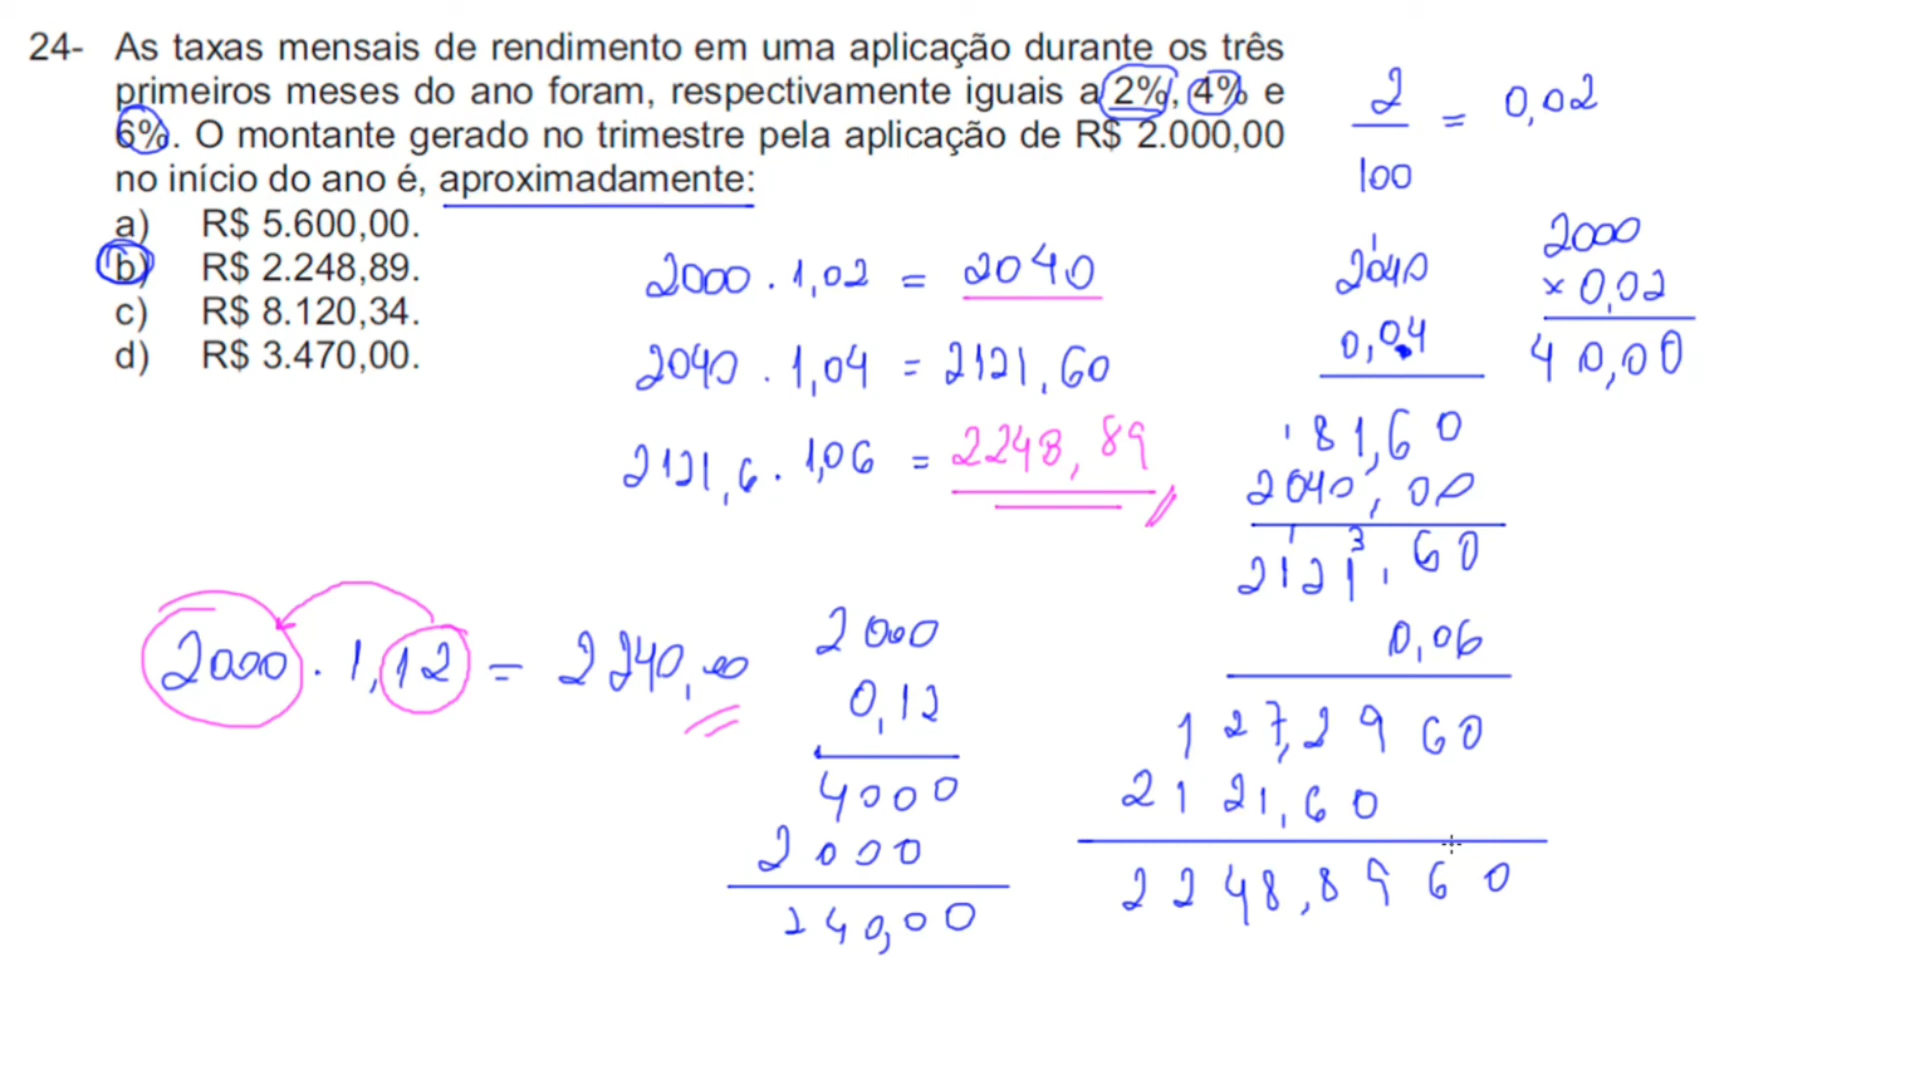 24- As taxas mensais de rendimento em uma aplicação durante os três
primeiros meses do ano foram, respectivamente iguais a 2%, 4% e
6%. O montante gerado no trimestre pela aplicação de R$ 2.000,00
no início do ano é, aproximadamente:
a) R$ 5.600,00.
b) R$ 2.248,89.
c) R$ 8.120,34.
d) R$ 3.470,00.
2000 . 1,02 = 2040
2040 . 1,04 = 2121,60
2121,6 . 1,06 = 2248,89
2000 . 1,12 = 2240,00
2000
0,12
4000
2000
240,00
2
100
= 0,02
1
2040
0,04
1 81,60
2040,00
2121,60
1 3
0,06
127,2960
2121,60
2248,8960
2000
x 0,02
40,00